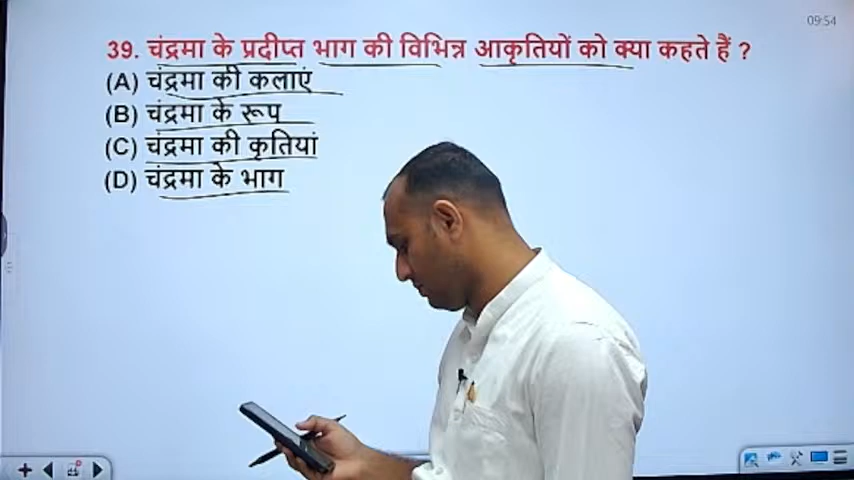 09:54
39. चंद्रमा के प्रदीप्त भाग की विभिन्न आकृतियों को क्या कहते हैं ?
(A) चंद्रमा की कलाएं
(B) चंद्रमा के रूप
(C) चंद्रमा की कृतियां
(D) चंद्रमा के भाग